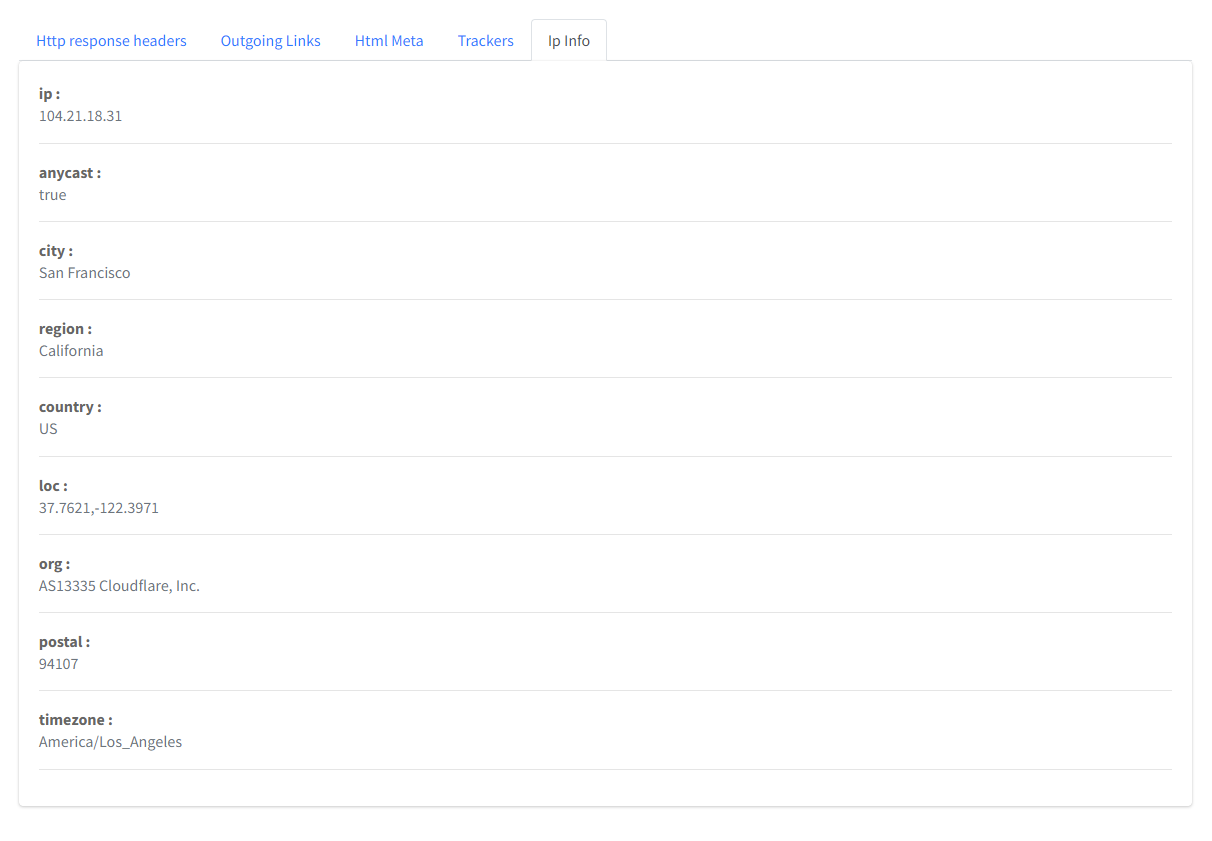 Http response headers Outgoing Links Html Meta Trackers Ip Info
ip :
104.21.18.31
anycast :
true
city :
San Francisco
region :
California
country :
US
loc :
37.7621,-122.3971
org :
AS13335 Cloudflare, Inc.
postal :
94107
timezone :
America/Los_Angeles